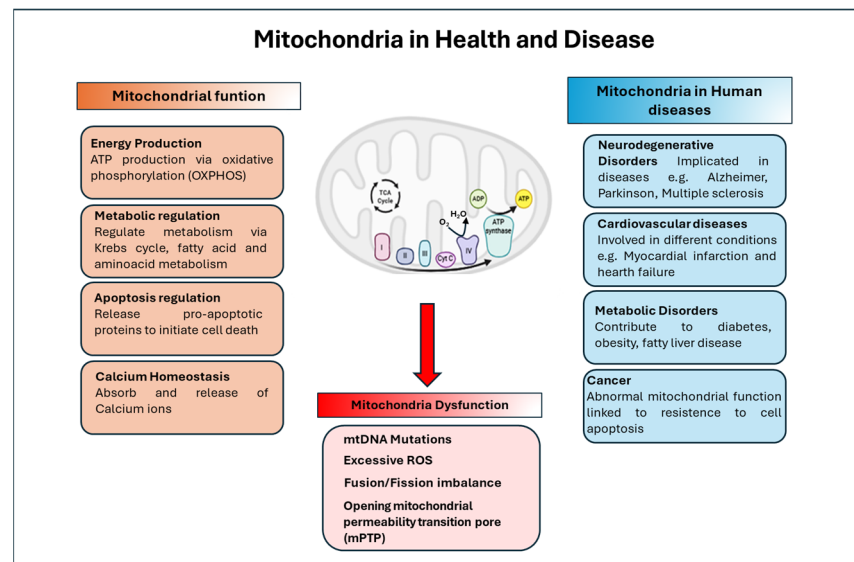 Mitochondria in Health and Disease
Mitochondrial funtion
Energy Production
ATP production via oxidative
phosphorylation (OXPHOS)
Metabolic regulation
Regulate metabolism via
Krebs cycle, fatty acid and
aminoacid metabolism
Apoptosis regulation
Release pro-apoptotic
proteins to initiate cell death
Calcium Homeostasis
Absorb and release of
Calcium ions
TCA
Cycle
ADP
ATP
H₂O
O₂
ATP
synthase
I
II
III
Cyt C
IV
Mitochondria Dysfunction
mtDNA Mutations
Excessive ROS
Fusion/Fission imbalance
Opening mitochondrial
permeability transition pore
(mPTP)
Mitochondria in Human
diseases
Neurodegenerative
Disorders Implicated in
diseases e.g. Alzheimer,
Parkinson, Multiple sclerosis
Cardiovascular diseases
Involved in different conditions
e.g. Myocardial infarction and
hearth failure
Metabolic Disorders
Contribute to diabetes,
obesity, fatty liver disease
Cancer
Abnormal mitochondrial function
linked to resistence to cell
apoptosis